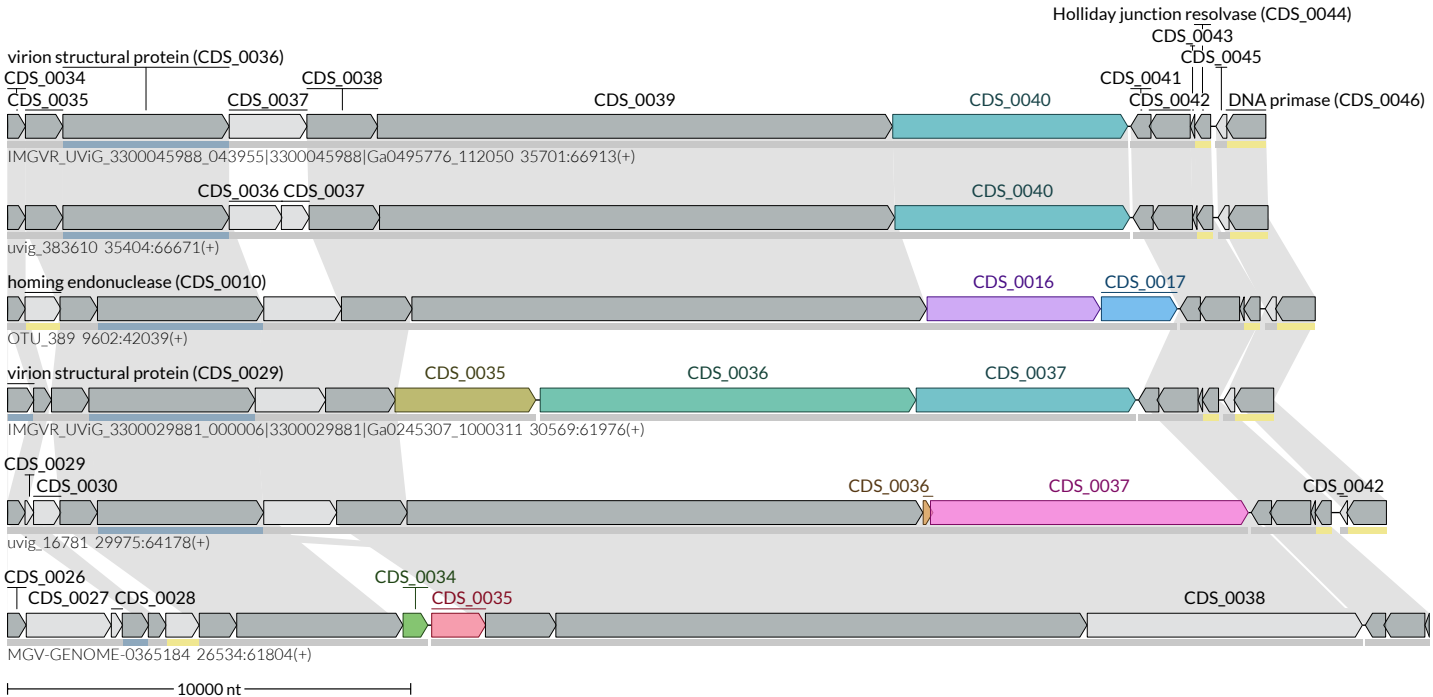 Holliday junction resolvase (CDS_0044)
CDS_0043
virion structural protein (CDS_0036)
CDS_0045
CDS_0034
CDS_0038
CDS_0041
CDS_0035
CDS_0037
CDS_0039
CDS_0040
CDS_0042
DNA primase (CDS_0046)
IMGVR_UViG_3300045988_043955|3300045988|Ga0495776_112050 35701:66913(+)
CDS_0036 CDS_0037
CDS_0040
uvig_383610 35404:66671(+)
homing endonuclease (CDS_0010)
CDS_0016
CDS_0017
OTU_389 9602:42039(+)
virion structural protein (CDS_0029)
CDS_0035
CDS_0036
CDS_0037
IMGVR_UViG_3300029881_000006|3300029881|Ga0245307_1000311 30569:61976(+)
CDS_0029
CDS_0030
CDS_0036
CDS_0037
CDS_0042
uvig_16781 29975:64178(+)
CDS_0026
CDS_0034
CDS_0027
CDS_0028
CDS_0035
CDS_0038
MGV-GENOME-0365184 26534:61804(+)
10000 nt